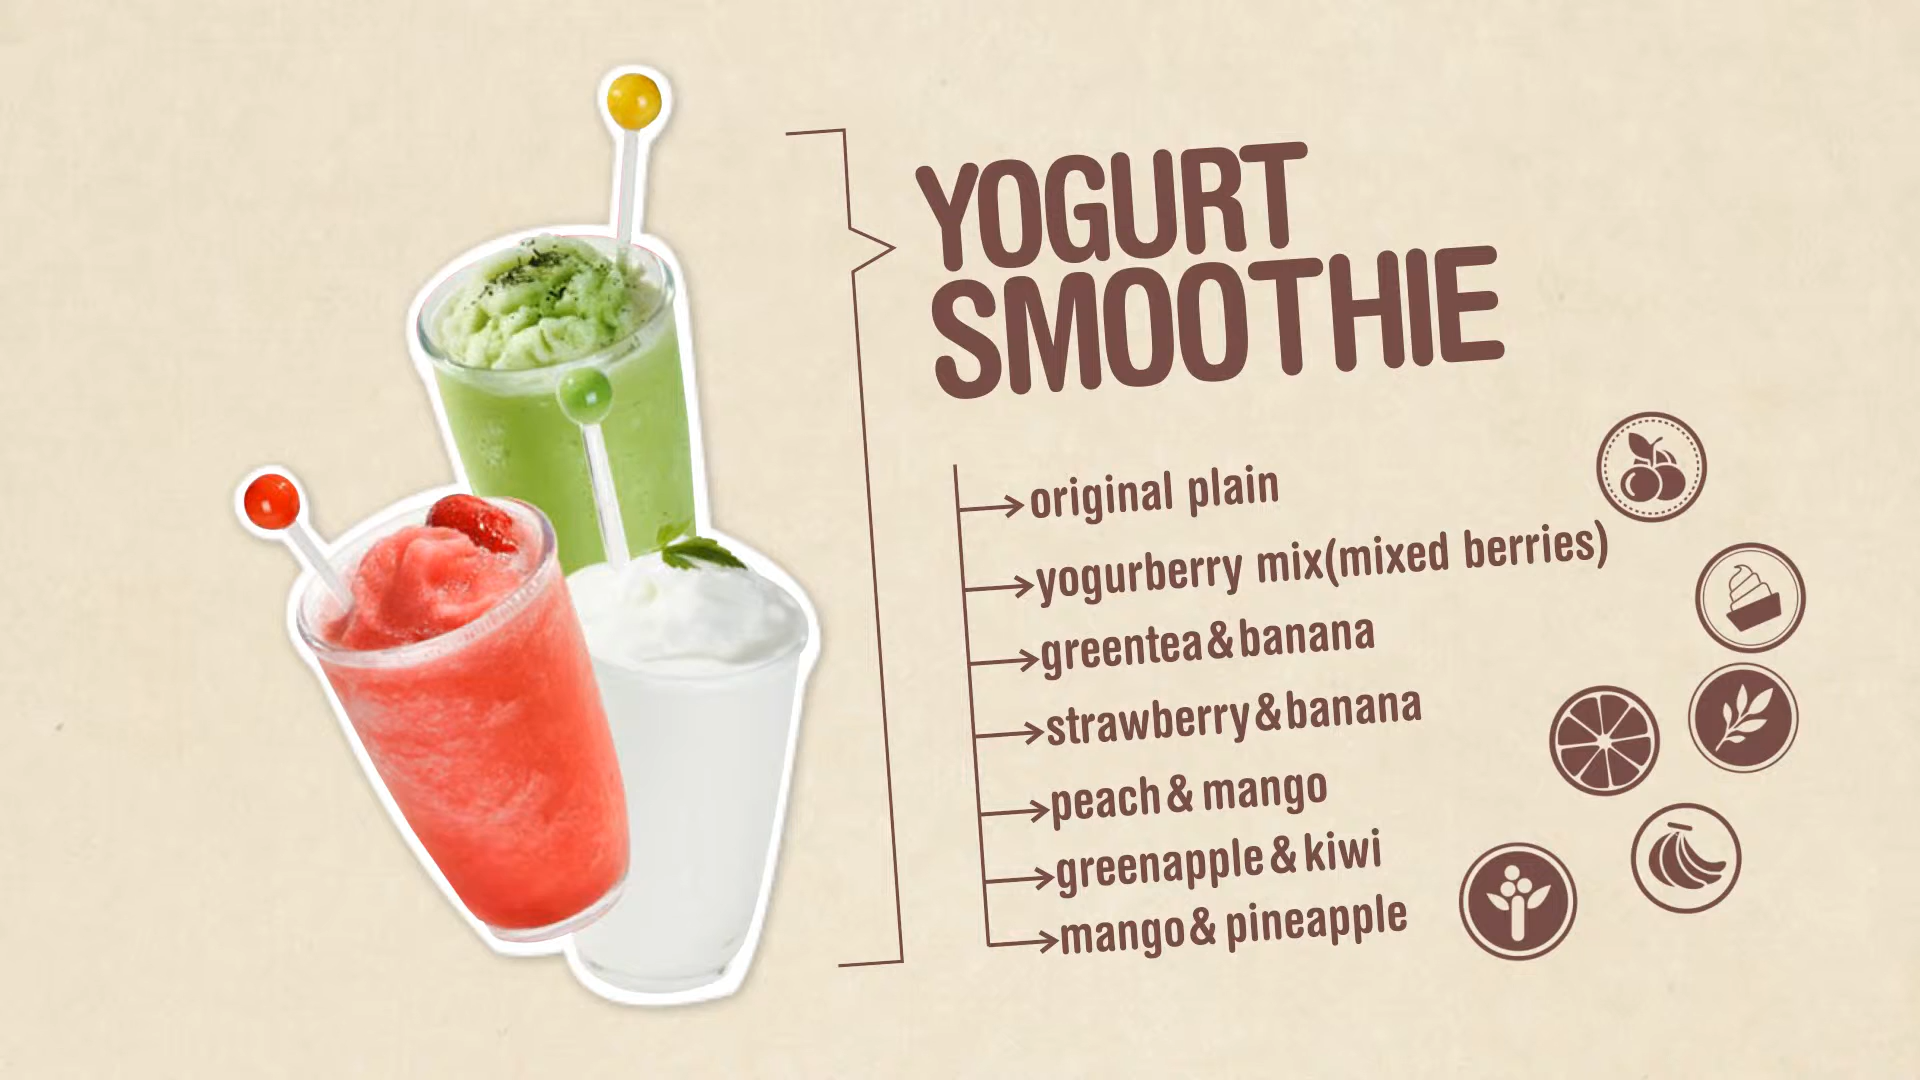 YOGURT
SMOOTHIE
original plain
yogurberry mix(mixed berries)
greentea&banana
strawberry&banana
peach& mango
greenapple&kiwi
mango& pineapple